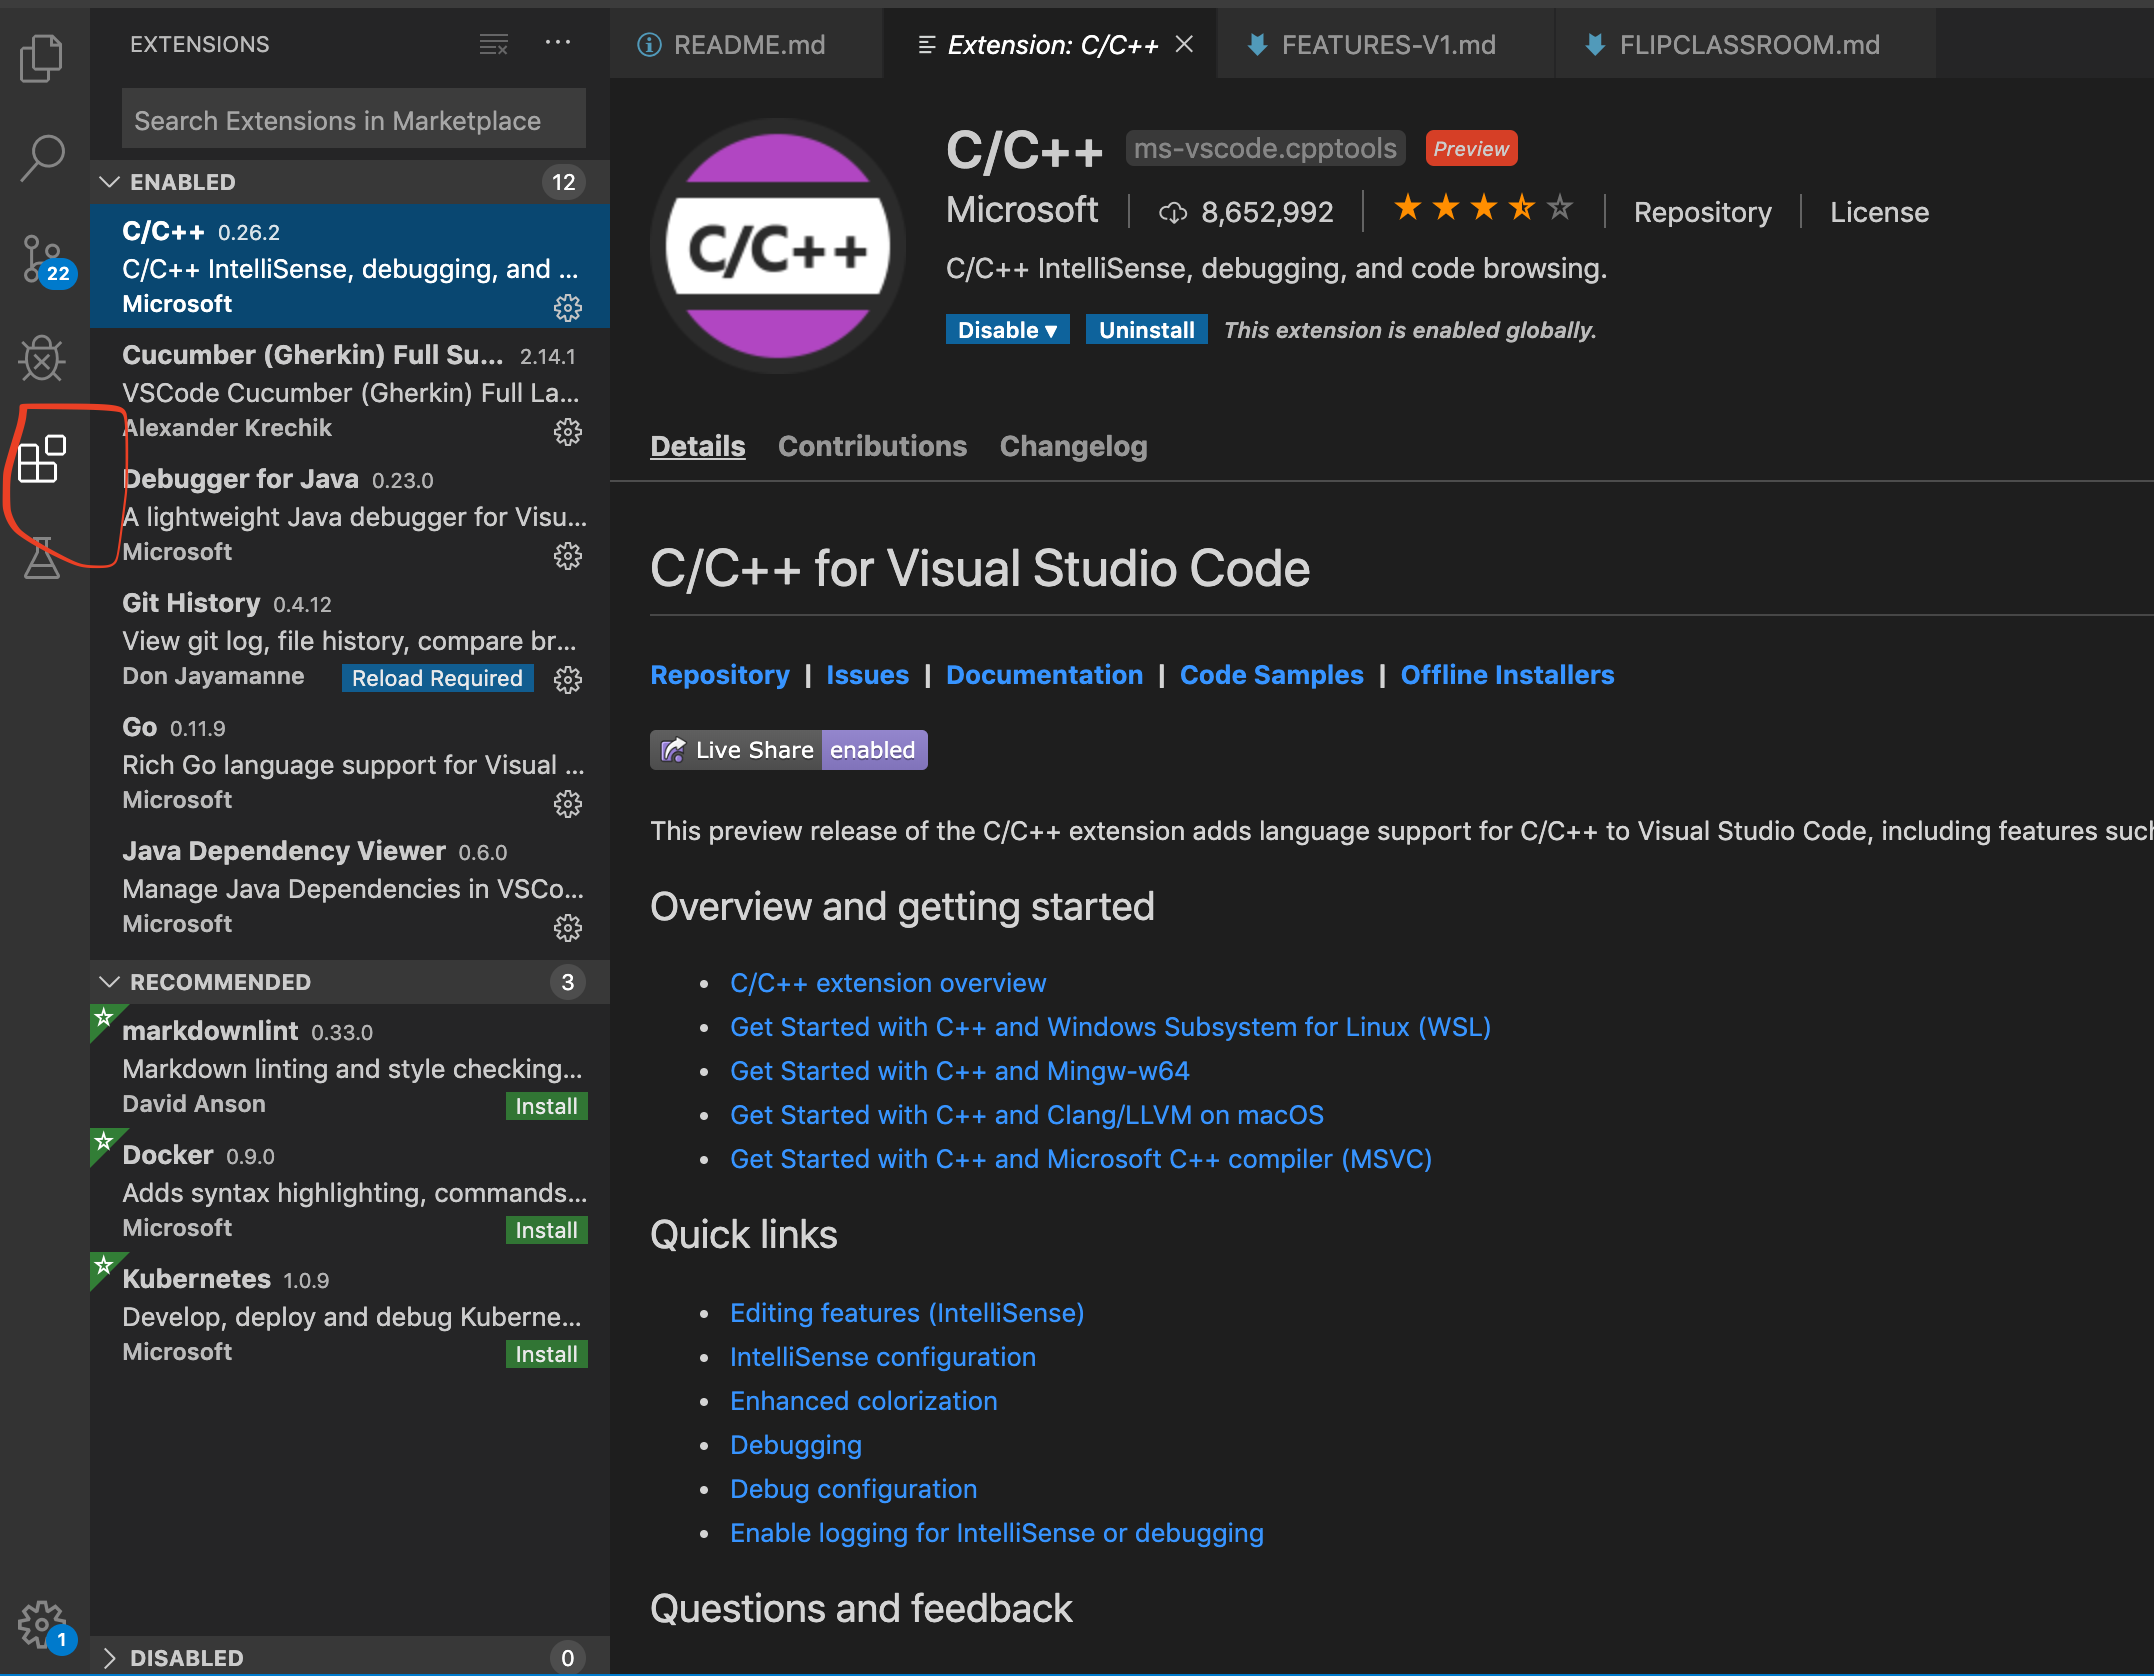 EXTENSIONS
Search Extensions in Marketplace
ENABLED 12
C/C++ 0.26.2
C/C++ IntelliSense, debugging, and ...
Microsoft
Cucumber (Gherkin) Full Su... 2.14.1
VSCode Cucumber (Gherkin) Full La...
Alexander Krechik
Debugger for Java 0.23.0
A lightweight Java debugger for Visu...
Microsoft
Git History 0.4.12
View git log, file history, compare br...
Don Jayamanne Reload Required
Go 0.11.9
Rich Go language support for Visual ...
Microsoft
Java Dependency Viewer 0.6.0
Manage Java Dependencies in VSCo...
Microsoft
RECOMMENDED 3
markdownlint 0.33.0
Markdown linting and style checking...
David Anson Install
Docker 0.9.0
Adds syntax highlighting, commands...
Microsoft Install
Kubernetes 1.0.9
Develop, deploy and debug Kuberne...
Microsoft Install
DISABLED 0
22
1
README.md Extension: C/C++ FEATURES-V1.md FLIPCLASSROOM.md
C/C++
C/C++ ms-vscode.cpptools Preview
Microsoft | 8,652,992 | ★★★⯪☆ | Repository | License
C/C++ IntelliSense, debugging, and code browsing.
Disable ▾ Uninstall This extension is enabled globally.
Details Contributions Changelog
C/C++ for Visual Studio Code
Repository | Issues | Documentation | Code Samples | Offline Installers
Live Share enabled
This preview release of the C/C++ extension adds language support for C/C++ to Visual Studio Code, including features such
Overview and getting started
• C/C++ extension overview
• Get Started with C++ and Windows Subsystem for Linux (WSL)
• Get Started with C++ and Mingw-w64
• Get Started with C++ and Clang/LLVM on macOS
• Get Started with C++ and Microsoft C++ compiler (MSVC)
Quick links
• Editing features (IntelliSense)
• IntelliSense configuration
• Enhanced colorization
• Debugging
• Debug configuration
• Enable logging for IntelliSense or debugging
Questions and feedback